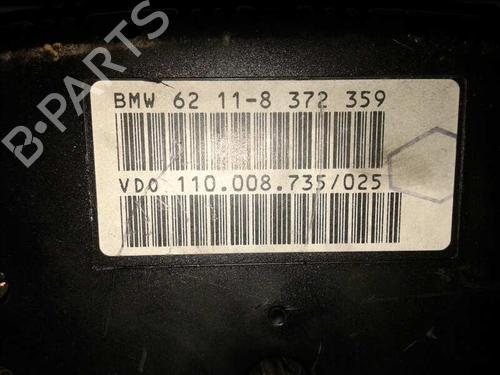 B-PARTS
BMW 62 11-8 372 359
VDO 110.008.735/025